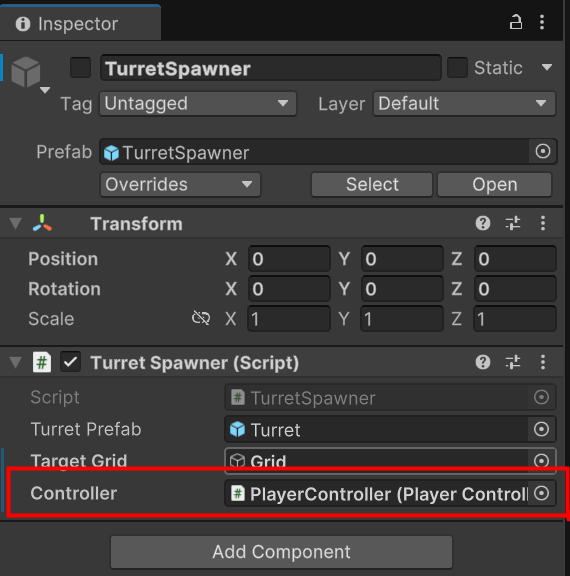 Inspector
TurretSpawner
Static
Tag Untagged Layer Default
Prefab TurretSpawner
Overrides Select Open
Transform
Position X 0 Y 0 Z 0
Rotation X 0 Y 0 Z 0
Scale X 1 Y 1 Z 1
# Turret Spawner (Script)
Script # TurretSpawner
Turret Prefab Turret
Target Grid Grid
Controller # PlayerController (Player Controll
Add Component